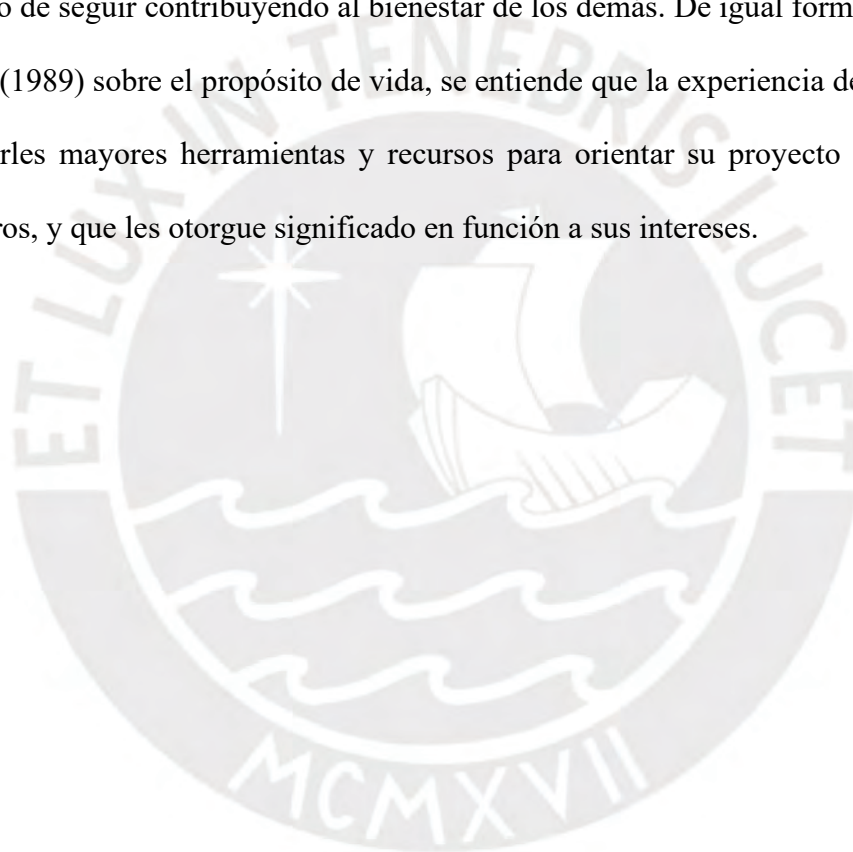 o de seguir contribuyendo al bienestar de los demás. De igual form
(1989) sobre el propósito de vida, se entiende que la experiencia de
rles mayores herramientas y recursos para orientar su proyecto
ros, y que les otorgue significado en función a sus intereses.
ET LUX IN TENEBRIS LUCET
MCMXVII